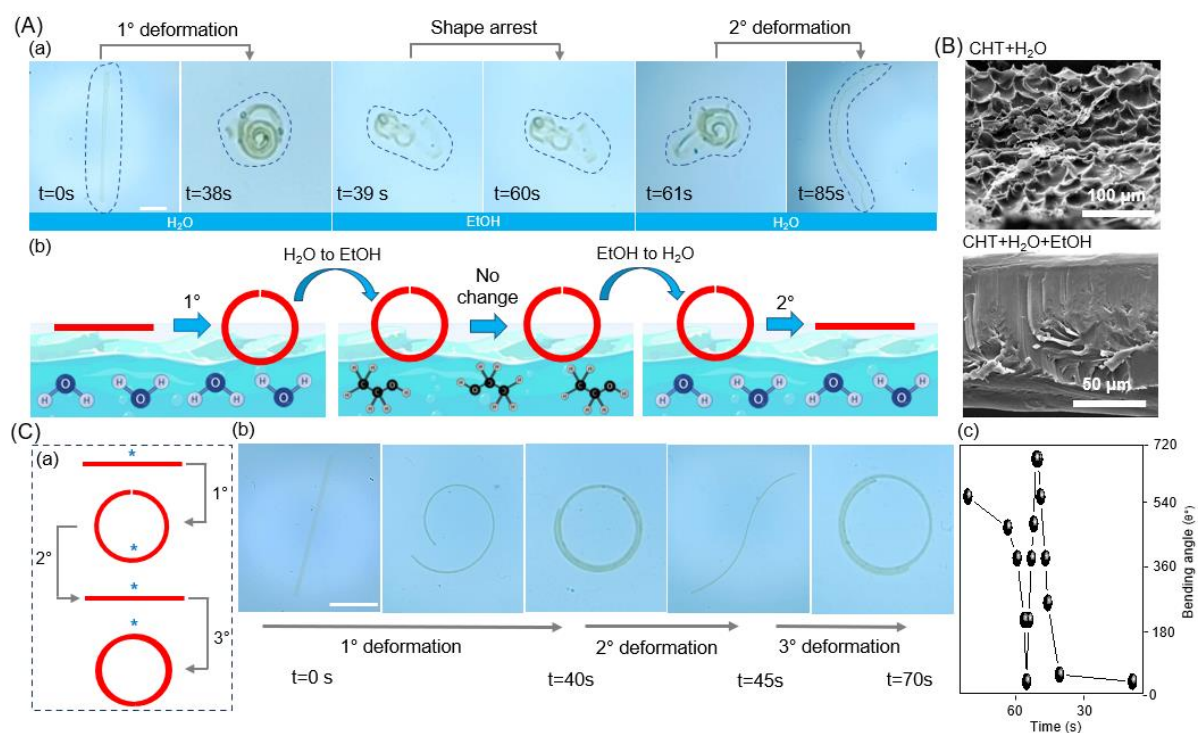 (A)
1° deformation
Shape arrest
2° deformation
(a)
t=0s
t=38s
t=39 s
t=60s
t=61s
t=85s
H₂O
EtOH
H₂O
(b)
H₂O to EtOH
EtOH to H₂O
1°
No
change
2°
O H H
H H O
O H H
H H O
O
H
O
H
O
H
O H H
H H O
O H H
H H O
(B)
CHT+H₂O
100 µm
CHT+H₂O+EtOH
50 µm
(C)
(a)
*
1°
*
2°
*
*
3°
(b)
1° deformation
2° deformation
3° deformation
t=0 s
t=40s
t=45s
t=70s
(c)
720
540
360
180
0
Bending angle (θ°)
60
30
Time (s)